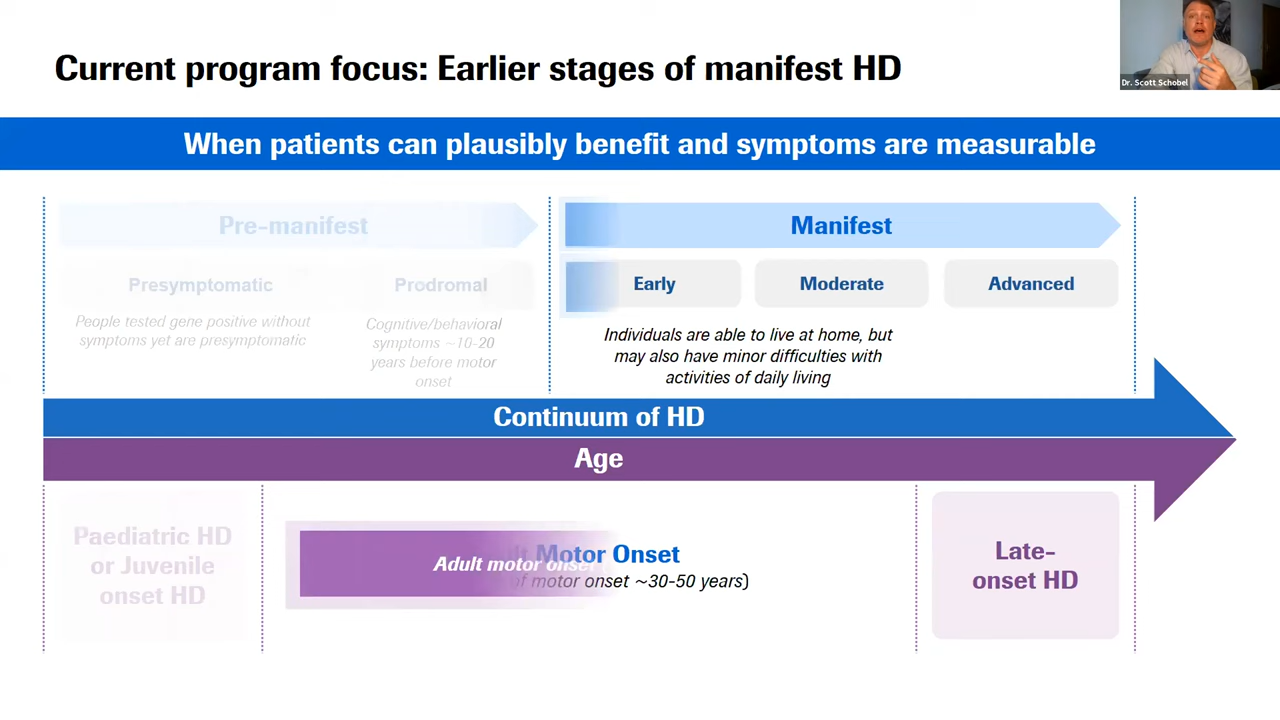 Current program focus: Earlier stages of manifest HD
Dr. Scott Schobel
When patients can plausibly benefit and symptoms are measurable
Pre-manifest
Manifest
Presymptomatic
Prodromal
Early
Moderate
Advanced
People tested gene positive without
symptoms yet are presymptomatic
Cognitive/behavioral
symptoms ~10-20
years before motor
onset
Individuals are able to live at home, but
may also have minor difficulties with
activities of daily living
Continuum of HD
Age
Paediatric HD
or Juvenile
onset HD
Motor Onset
Adult motor onset
of motor onset ~30-50 years)
Late-
onset HD